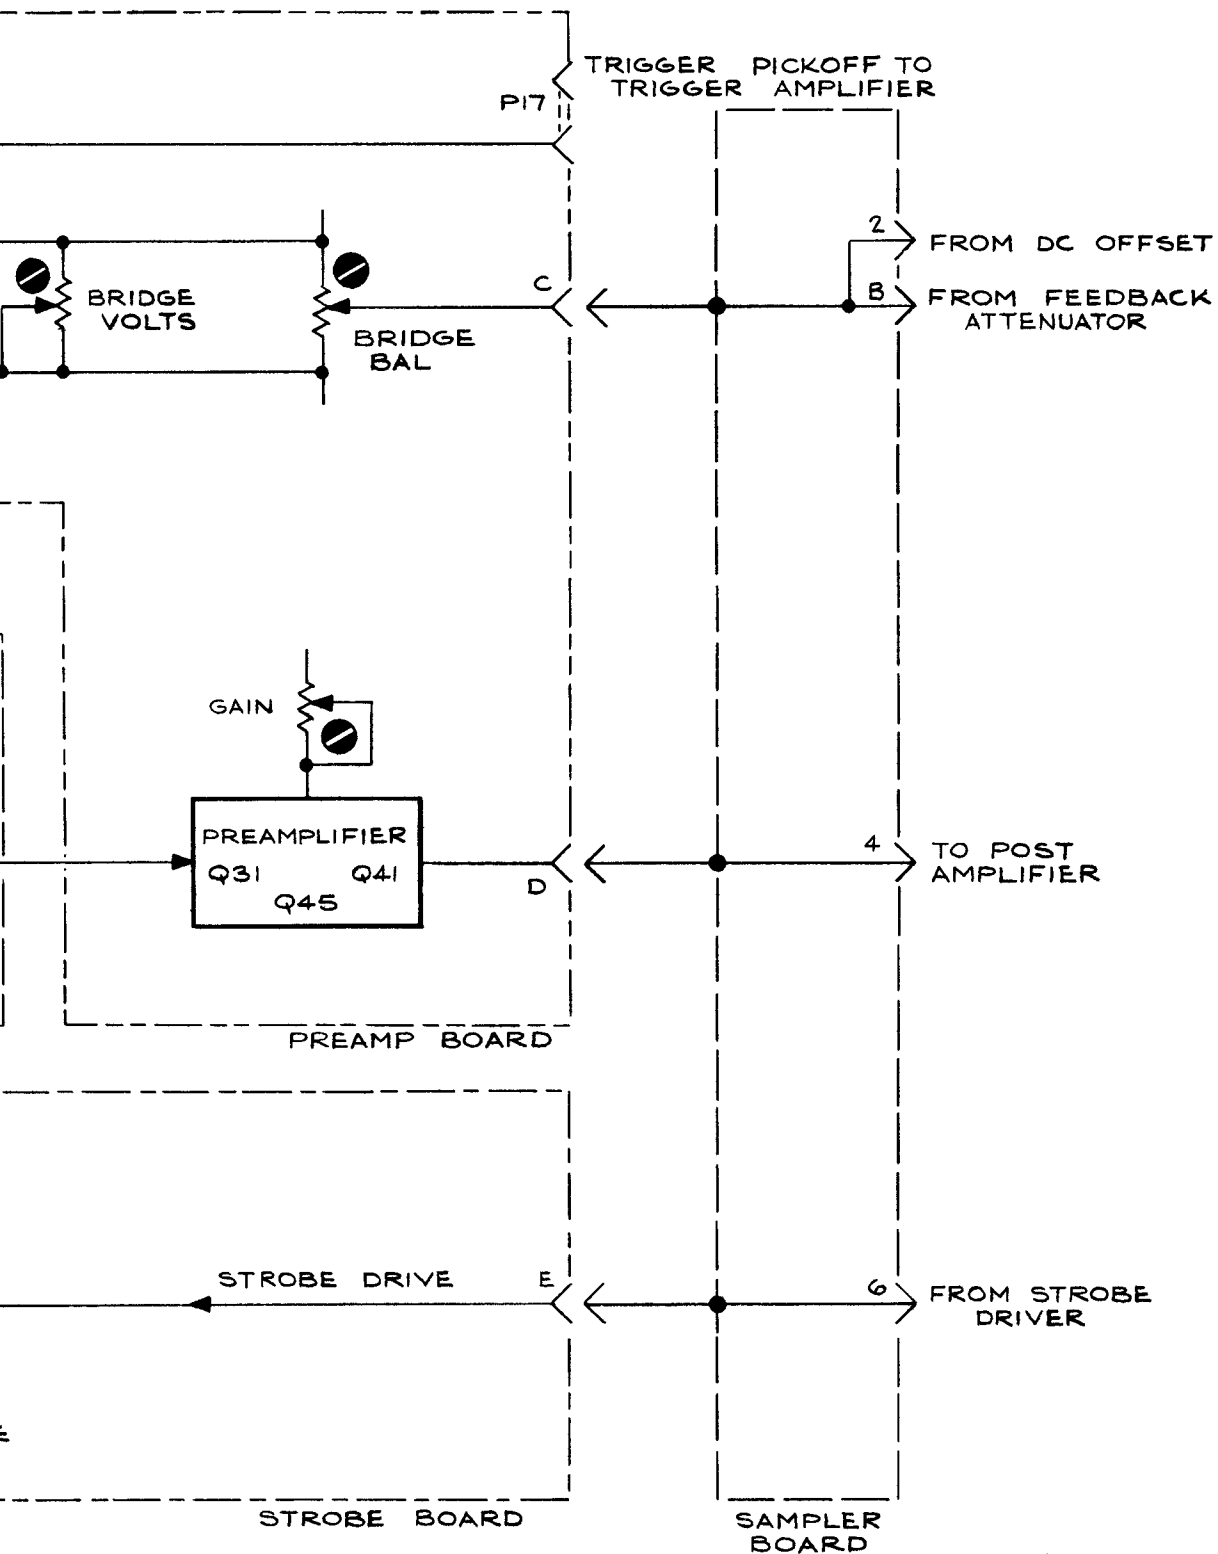 TRIGGER PICKOFF TO
TRIGGER AMPLIFIER
P17
2
FROM DC OFFSET
C
B
FROM FEEDBACK
ATTENUATOR
BRIDGE
VOLTS
BRIDGE
BAL
GAIN
PREAMPLIFIER
Q31
Q41
Q45
D
4
TO POST
AMPLIFIER
PREAMP BOARD
STROBE DRIVE
E
6
FROM STROBE
DRIVER
STROBE BOARD
SAMPLER
BOARD